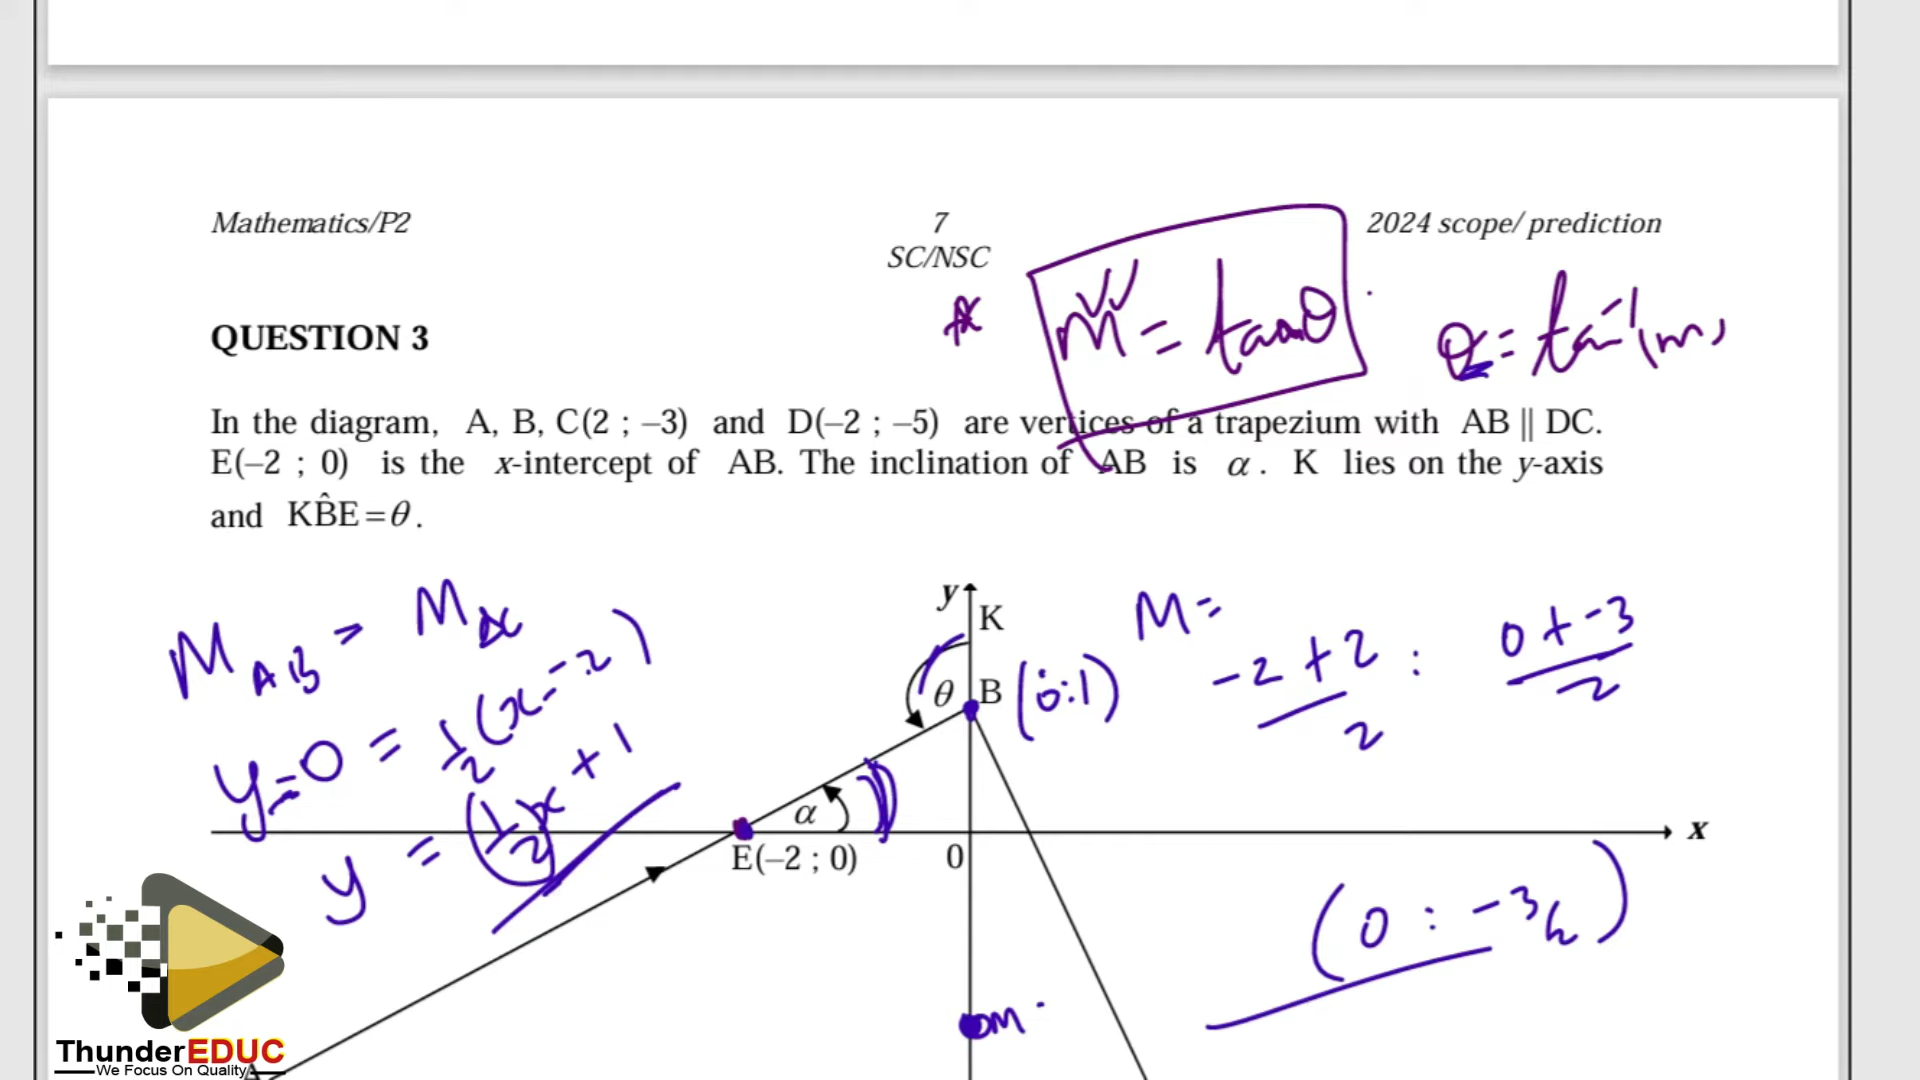 Mathematics/P2
7
SC/NSC
2024 scope/ prediction
m = tanθ
= tan⁻¹(m)
QUESTION 3
In the diagram, A, B, C(2 ; –3) and D(–2 ; –5) are vertices of a trapezium with AB || DC.
E(–2 ; 0) is the x-intercept of AB. The inclination of AB is α. K lies on the y-axis
and KB̂E = θ.
y
K
M =
-2 + 2 / 2 ; 0 + -3 / 2
M AB = M DC
θ
B (0;1)
y - 0 = 1/2 (x - -2)
y = 1/2 x + 1
α
x
E(–2 ; 0)
0
(0 ; -3/2)
M
A
ThunderEDUC
We Focus On Quality